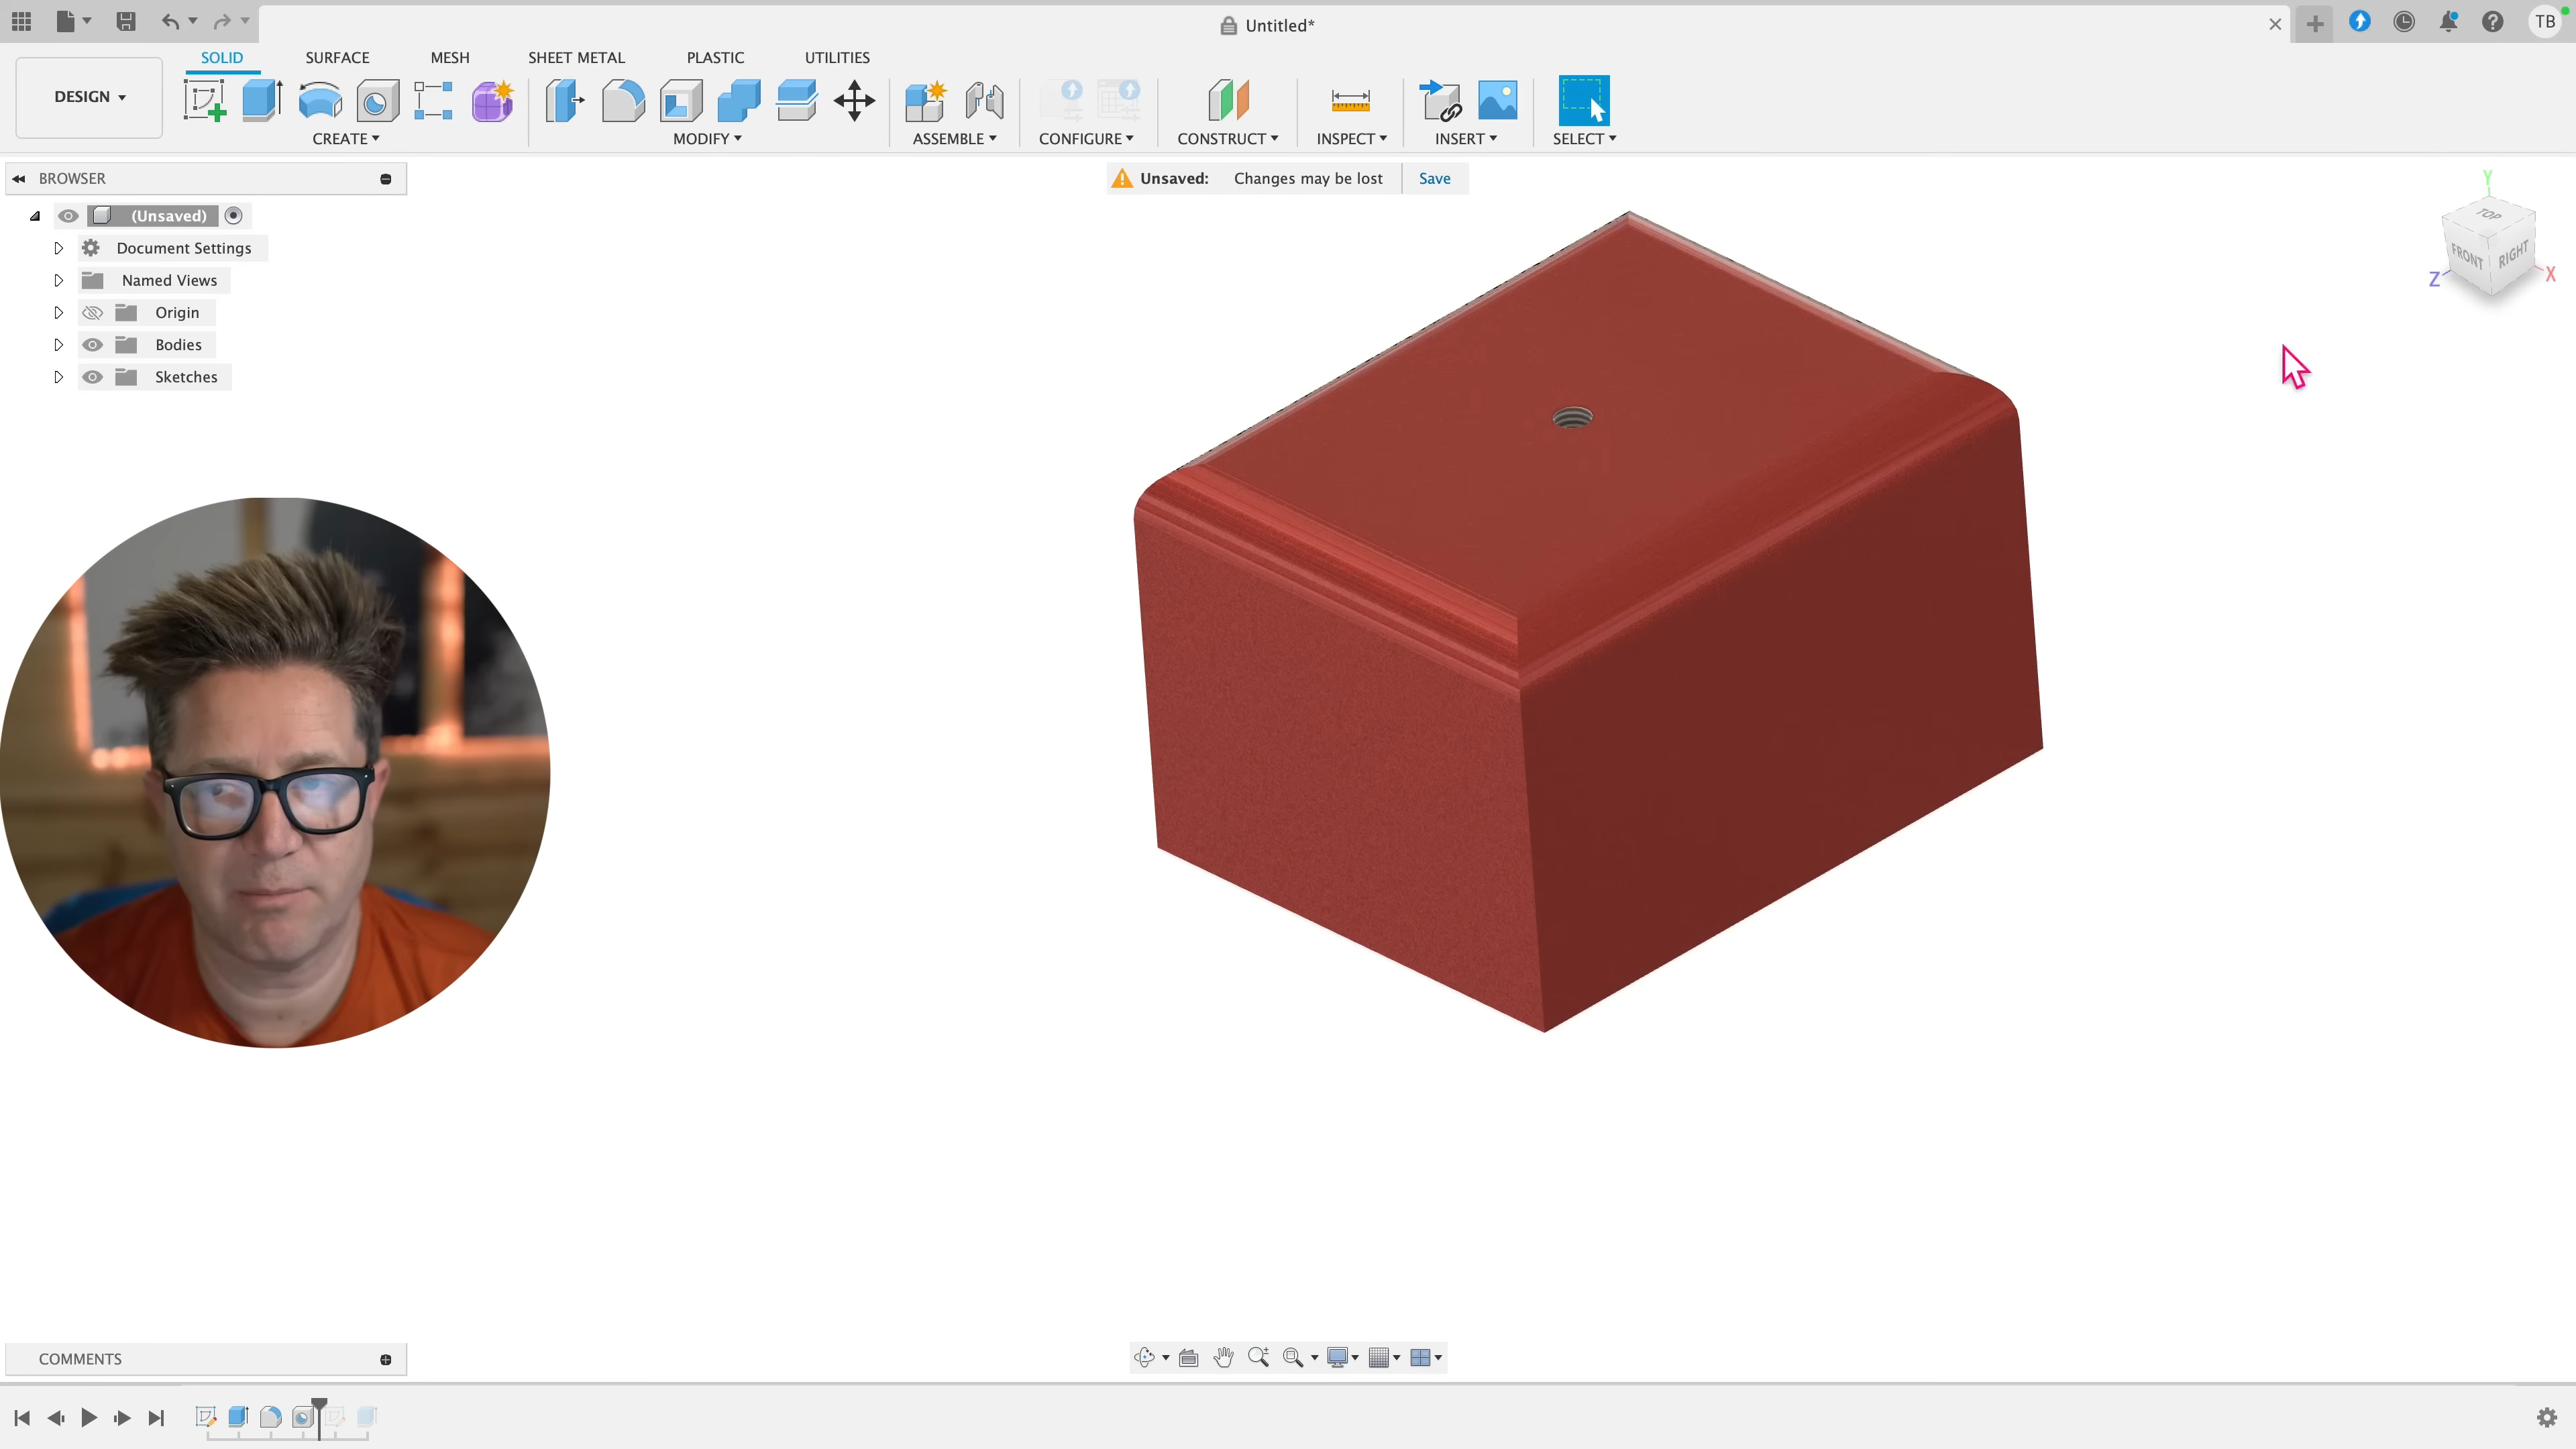 Untitled*
TB
DESIGN
SOLID
SURFACE
MESH
SHEET METAL
PLASTIC
UTILITIES
CREATE
MODIFY
ASSEMBLE
CONFIGURE
CONSTRUCT
INSPECT
INSERT
SELECT
BROWSER
Unsaved: Changes may be lost Save
(Unsaved)
Document Settings
Named Views
Origin
Bodies
Sketches
Y
TOP
FRONT
RIGHT
Z
X
COMMENTS